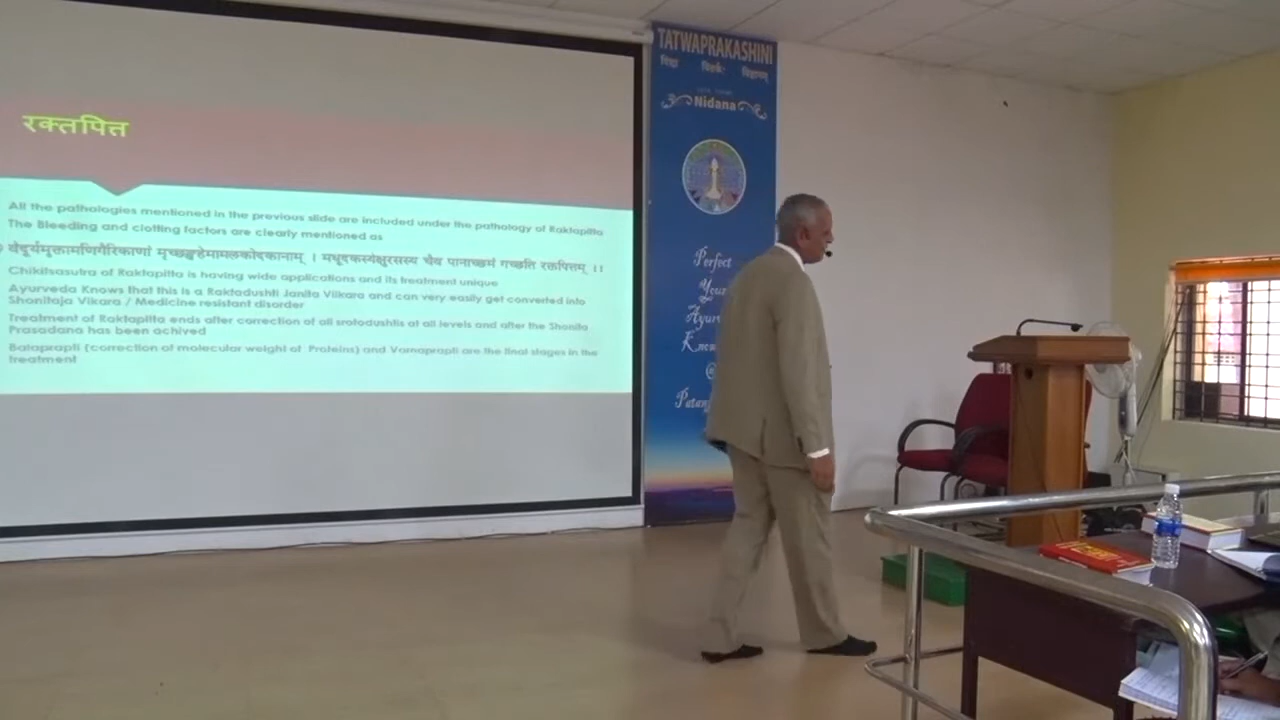 रक्तपित्त
All the pathologies mentioned in the previous slide are included under the pathology of Raktapitta
The Bleeding and clotting factors are clearly mentioned as
वैदूर्यमुक्तामणिगैरिकाणां मृच्छङ्खहेमामलकोदकानाम् । मधूदकस्येक्षुरसस्य चैव पानाच्छमं गच्छति रक्तपित्तम् ।।
Chikitsasutra of Raktapitta is having wide applications and its treatment unique
Ayurveda Knows that this is a Raktadushti Janita Viikara and can very easily get converted into
Shonitaja Vikara / Medicine resistant disorder
Treatment of Raktapitta ends after correction of all srotodushtis at all levels and after the Shonita
Prasadana has been achived
Balaprapti (correction of molecular weight of Proteins) and Varnaprapti are the final stages in the
treatment
TATWAPRAKASHINI
Nidana
Perfect
Your
Ayur
Know
@
Patanj